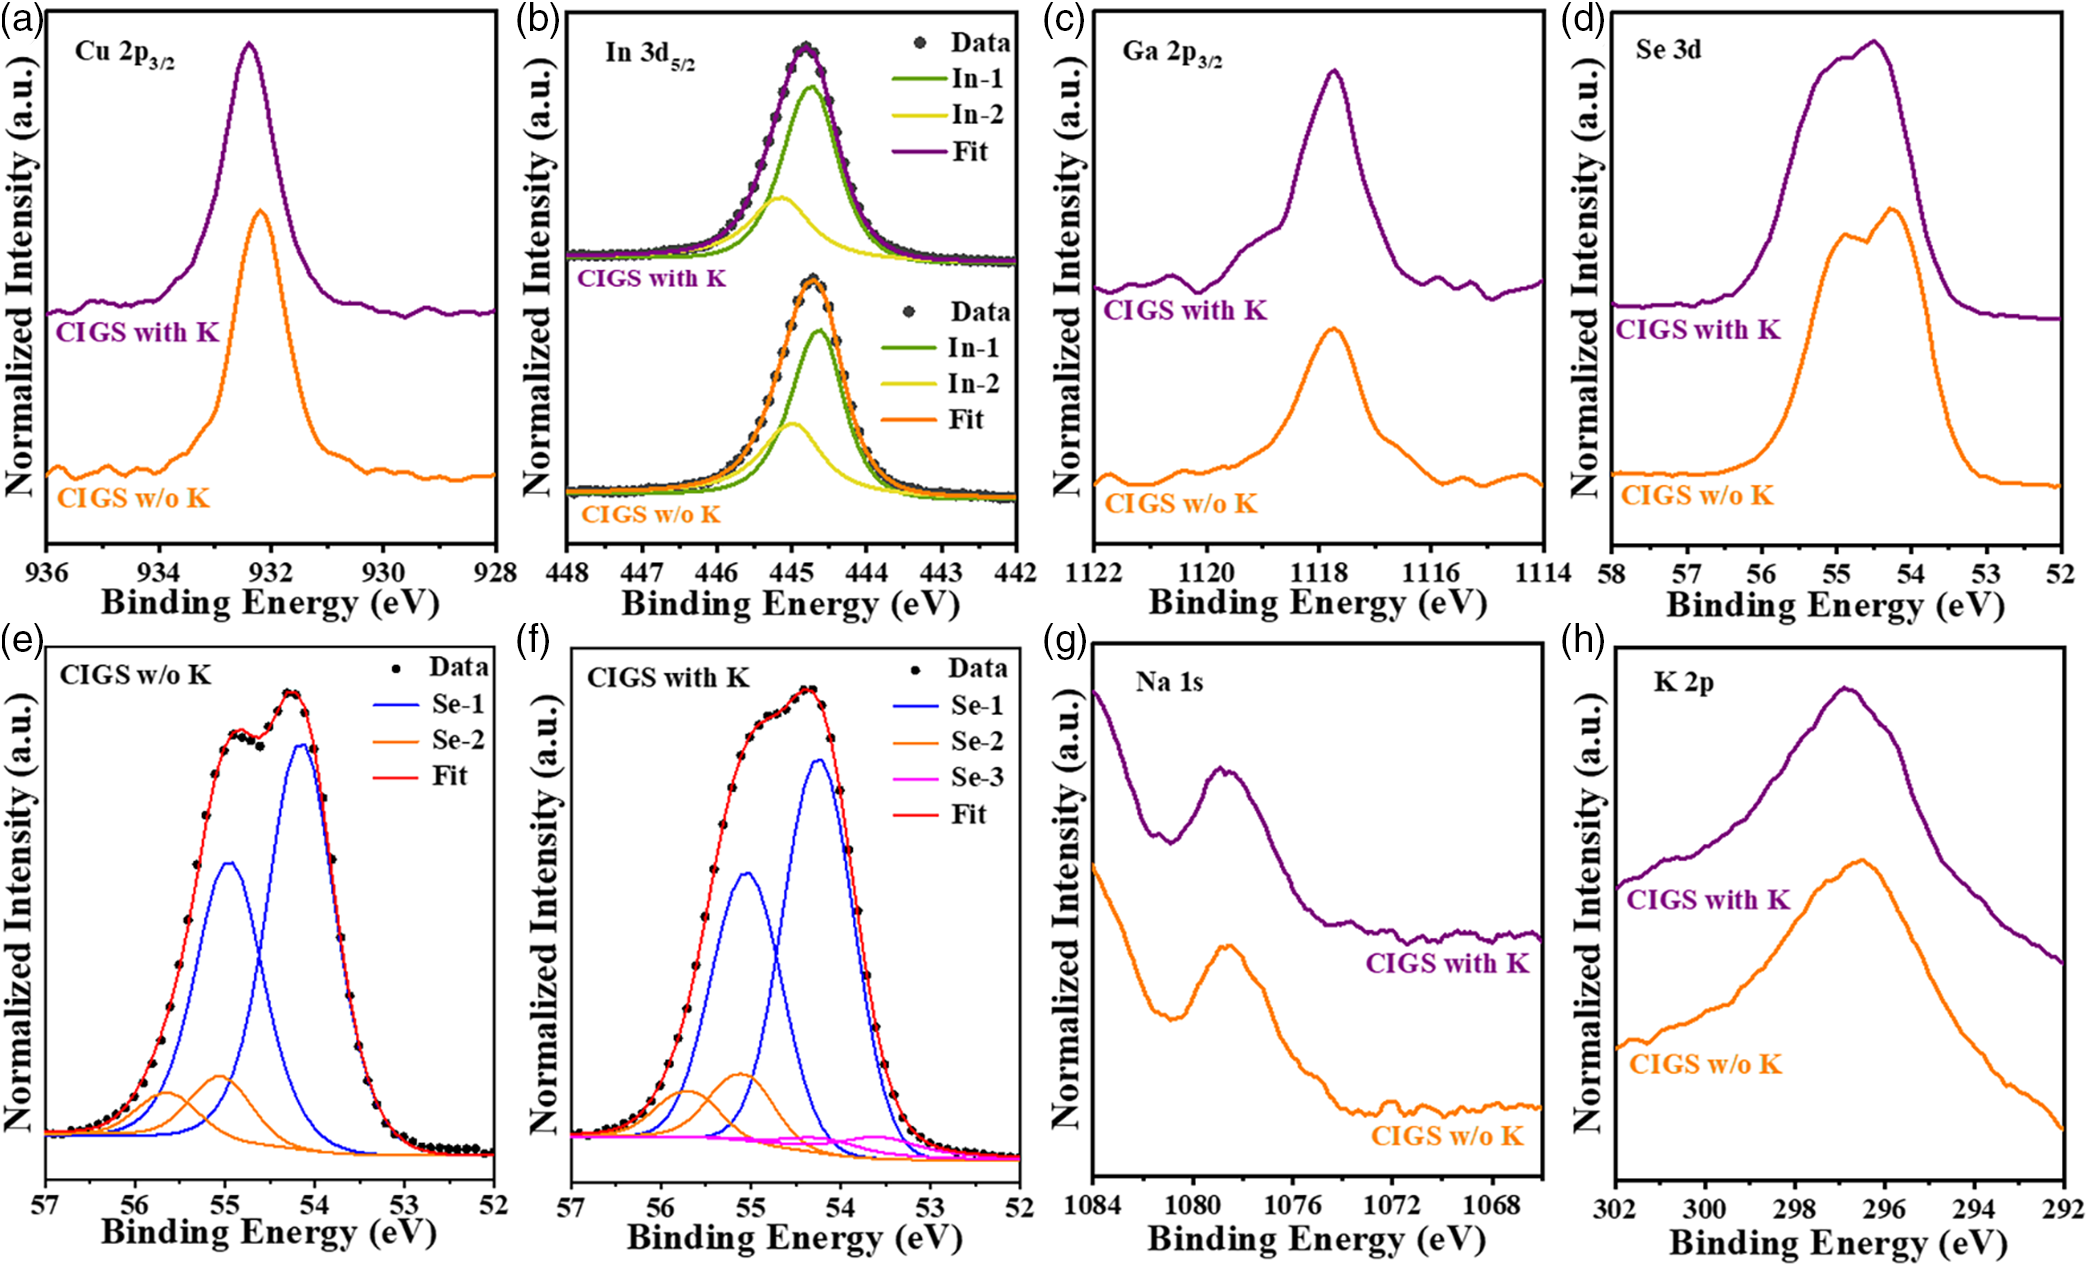 (a)
Cu 2p3/2
CIGS with K
CIGS w/o K
Normalized Intensity (a.u.)
936 934 932 930 928
Binding Energy (eV)
(b)
In 3d5/2
Data
In-1
In-2
Fit
CIGS with K
Data
In-1
In-2
Fit
CIGS w/o K
Normalized Intensity (a.u.)
448 447 446 445 444 443 442
Binding Energy (eV)
(c)
Ga 2p3/2
CIGS with K
CIGS w/o K
Normalized Intensity (a.u.)
1122 1120 1118 1116 1114
Binding Energy (eV)
(d)
Se 3d
CIGS with K
CIGS w/o K
Normalized Intensity (a.u.)
58 57 56 55 54 53 52
Binding Energy (eV)
(e)
CIGS w/o K
Data
Se-1
Se-2
Fit
Normalized Intensity (a.u.)
57 56 55 54 53 52
Binding Energy (eV)
(f)
CIGS with K
Data
Se-1
Se-2
Se-3
Fit
Normalized Intensity (a.u.)
57 56 55 54 53 52
Binding Energy (eV)
(g)
Na 1s
CIGS with K
CIGS w/o K
Normalized Intensity (a.u.)
1084 1080 1076 1072 1068
Binding Energy (eV)
(h)
K 2p
CIGS with K
CIGS w/o K
Normalized Intensity (a.u.)
302 300 298 296 294 292
Binding Energy (eV)